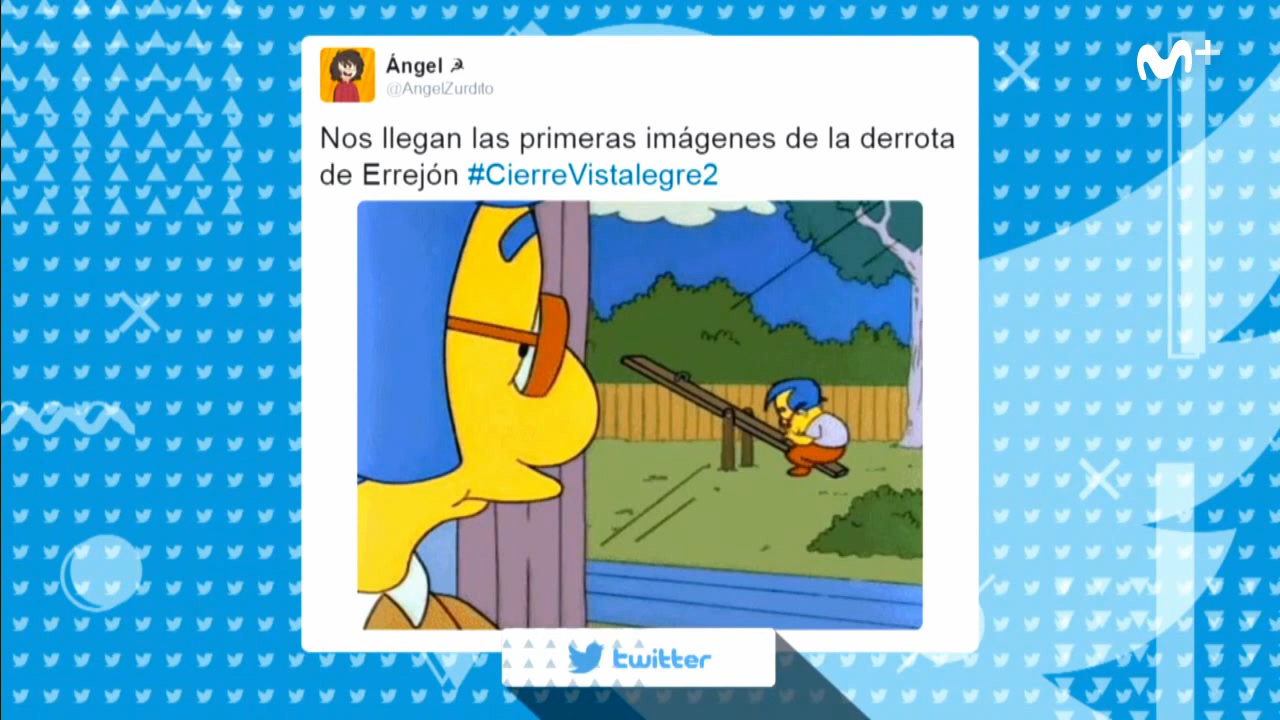 M+
Ángel ☭
@AngelZurdito
Nos llegan las primeras imágenes de la derrota
de Errejón #CierreVistalegre2
twitter